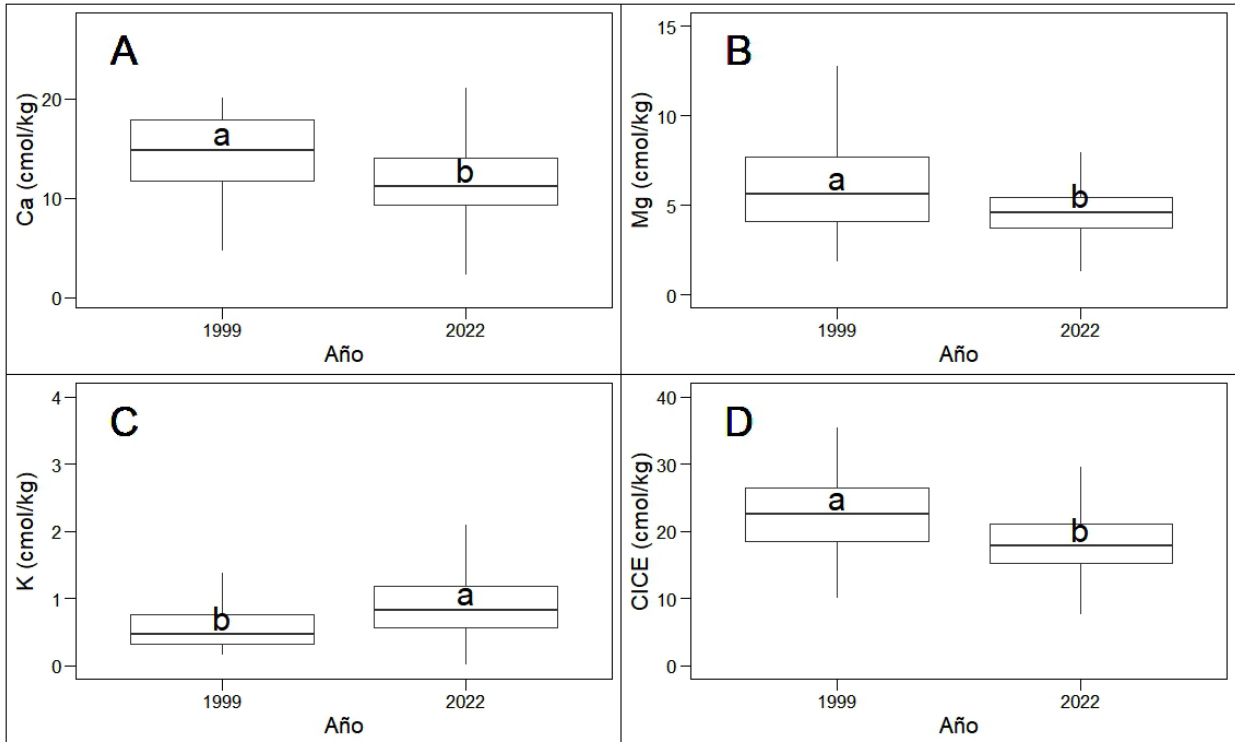 A
Ca (cmol/kg)
20
10
0
a
b
1999
2022
Año
B
Mg (cmol/kg)
15
10
5
0
a
b
1999
2022
Año
C
K (cmol/kg)
4
3
2
1
0
b
a
1999
2022
Año
D
CICE (cmol/kg)
40
30
20
10
0
a
b
1999
2022
Año